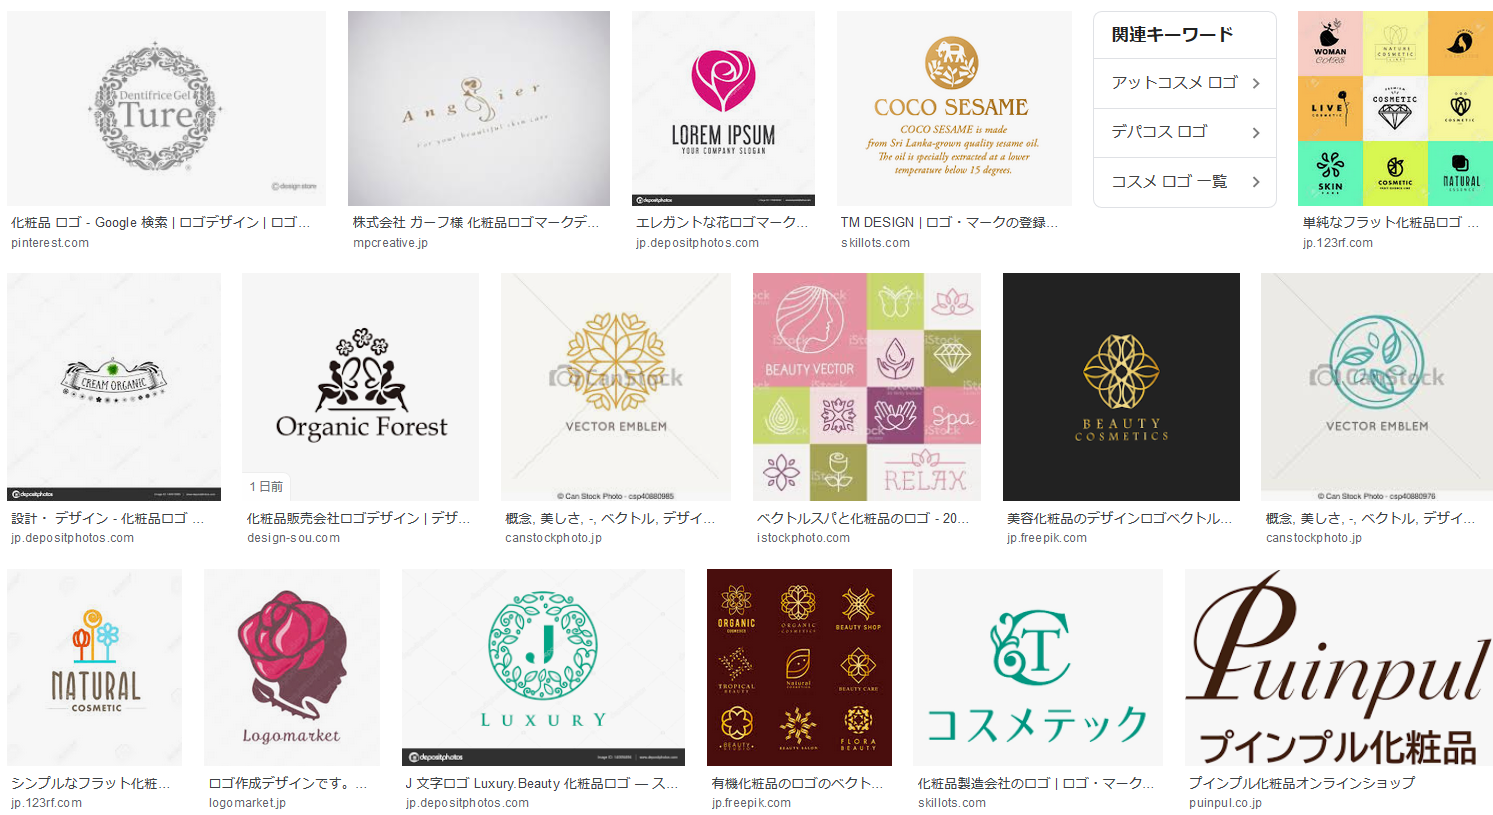 Dentifrice Gel
Ture
design store
化粧品 ロゴ - Google 検索 | ロゴデザイン | ロゴ...
pinterest.com
For your beautiful skin care
株式会社 ガーフ様 化粧品ロゴマークデ...
mpcreative.jp
LOREM IPSUM
YOUR COMPANY SLOGAN
depositphotos
エレガントな花ロゴマーク...
jp.depositphotos.com
COCO SESAME
COCO SESAME is made
from Sri Lanka-grown quality sesame oil.
The oil is specially extracted at a lower
temperature below 15 degrees.
TM DESIGN | ロゴ・マークの登録...
skillots.com
関連キーワード
アットコスメ ロゴ
デパコス ロゴ
コスメ ロゴ 一覧
WOMAN
CARE
NATURE
COSMETIC
LIVE
COSMETIC
PREMIUM
COSMETIC
COSMETIC
SKIN
CARE
COSMETIC
NATURAL
ESSENCE
単純なフラット化粧品ロゴ ...
jp.123rf.com
CREAM ORGANIC
depositphotos
設計・ デザイン - 化粧品ロゴ ...
jp.depositphotos.com
Organic Forest
1 日前
化粧品販売会社ロゴデザイン | デザ...
design-sou.com
CanStock
VECTOR EMBLEM
© Can Stock Photo - csp40880985
概念, 美しさ, -, ベクトル, デザイ...
canstockphoto.jp
BEAUTY VECTOR
iStock
Spa
RELAX
ベクトルスパと化粧品のロゴ - 20...
istockphoto.com
BEAUTY
COSMETICS
美容化粧品のデザインロゴベクトル...
jp.freepik.com
CanStock
VECTOR EMBLEM
© Can Stock Photo - csp40880976
概念, 美しさ, -, ベクトル, デザイ...
canstockphoto.jp
NATURAL
COSMETIC
シンプルなフラット化粧...
jp.123rf.com
Logomarket
ロゴ作成デザインです。...
logomarket.jp
J
LUXURY
depositphotos
J 文字ロゴ Luxury.Beauty 化粧品ロゴ — ス...
jp.depositphotos.com
ORGANIC
COSMETICS
ORGANIC
COSMETICS
BEAUTY SHOP
TROPICAL
BEAUTY
Natural
COSMETICS
BEAUTY CARE
BEAUTY
STUDIO
BEAUTY SALON
FLORA
BEAUTY
有機化粧品のロゴのベクト...
jp.freepik.com
CT
コスメテック
化粧品製造会社のロゴ | ロゴ・マーク...
skillots.com
Puinpul
プインプル化粧品
プインプル化粧品オンラインショップ
puinpul.co.jp